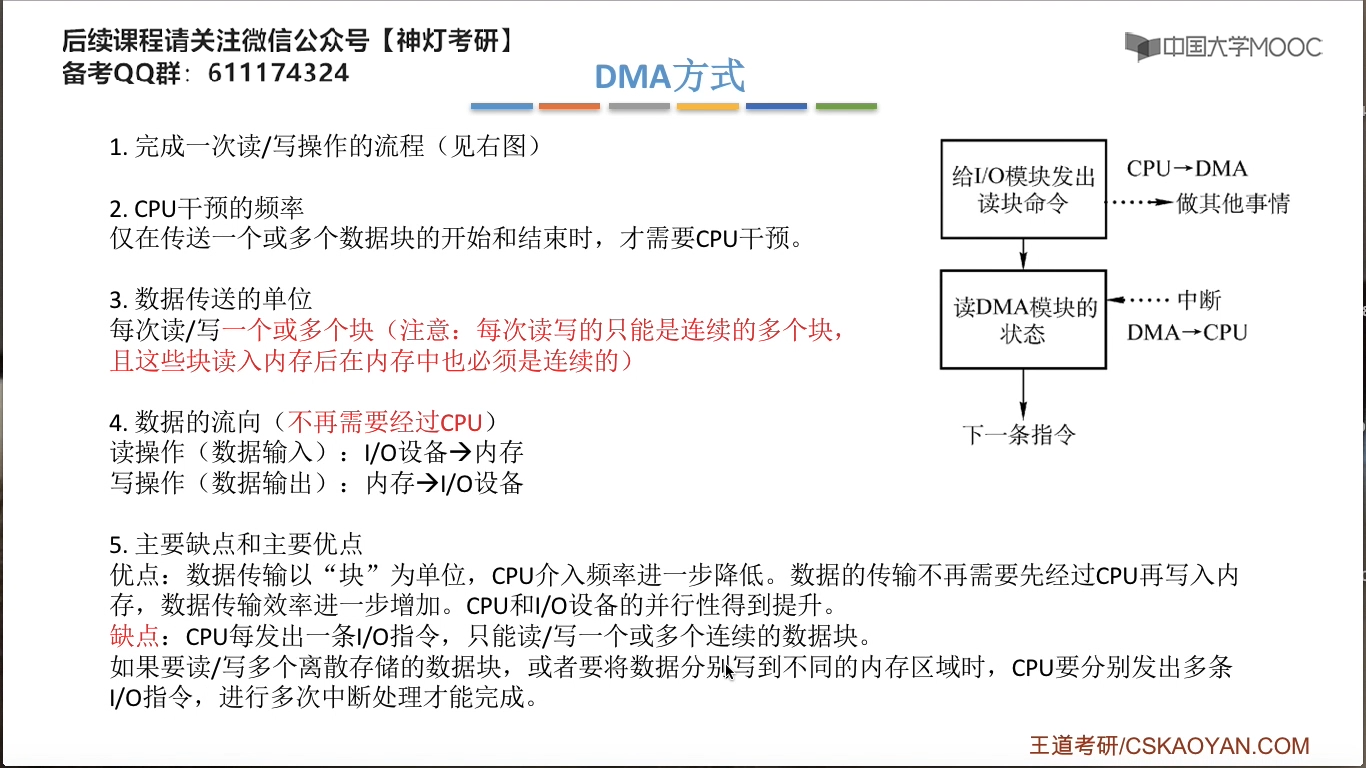 后续课程请关注微信公众号【神灯考研】
备考QQ群：611174324
中国大学MOOC
DMA方式
1. 完成一次读/写操作的流程（见右图）
2. CPU干预的频率
仅在传送一个或多个数据块的开始和结束时，才需要CPU干预。
3. 数据传送的单位
每次读/写一个或多个块（注意：每次读写的只能是连续的多个块，
且这些块读入内存后在内存中也必须是连续的）
4. 数据的流向（不再需要经过CPU）
读操作（数据输入）：I/O设备→内存
写操作（数据输出）：内存→I/O设备
5. 主要缺点和主要优点
优点：数据传输以“块”为单位，CPU介入频率进一步降低。数据的传输不再需要先经过CPU再写入内
存，数据传输效率进一步增加。CPU和I/O设备的并行性得到提升。
缺点：CPU每发出一条I/O指令，只能读/写一个或多个连续的数据块。
如果要读/写多个离散存储的数据块，或者要将数据分别写到不同的内存区域时，CPU要分别发出多条
I/O指令，进行多次中断处理才能完成。
给I/O模块发出
读块命令
CPU→DMA
做其他事情
读DMA模块的
状态
中断
DMA→CPU
下一条指令
王道考研/CSKAOYAN.COM